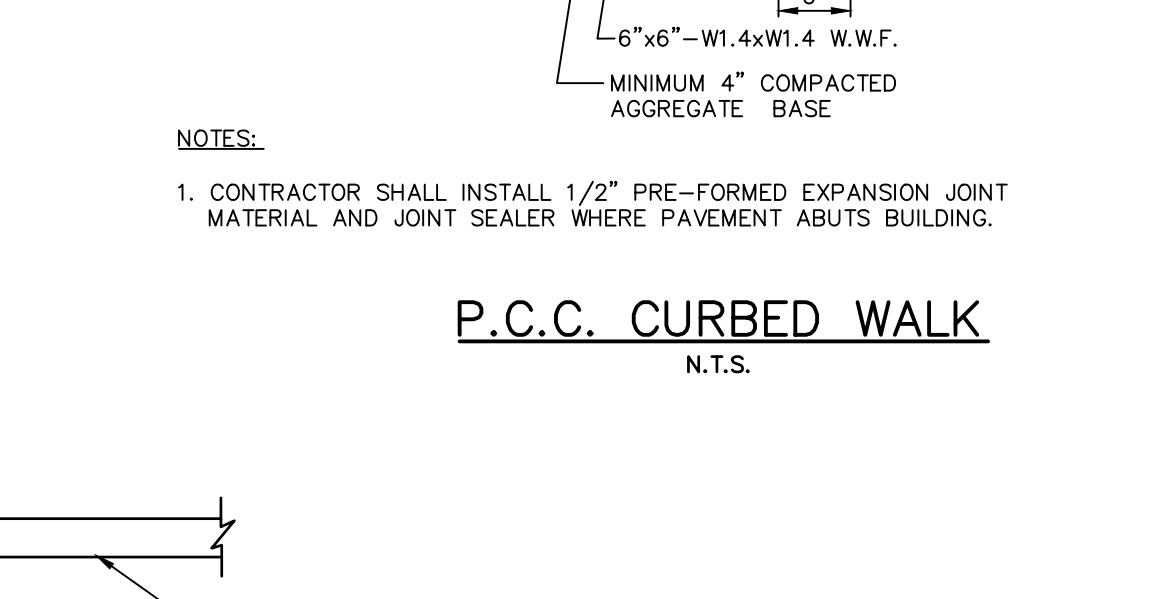 6”x6”–W1.4xW1.4 W.W.F.
MINIMUM 4” COMPACTED
AGGREGATE BASE
NOTES:
1. CONTRACTOR SHALL INSTALL 1/2” PRE–FORMED EXPANSION JOINT
MATERIAL AND JOINT SEALER WHERE PAVEMENT ABUTS BUILDING.
P.C.C. CURBED WALK
N.T.S.